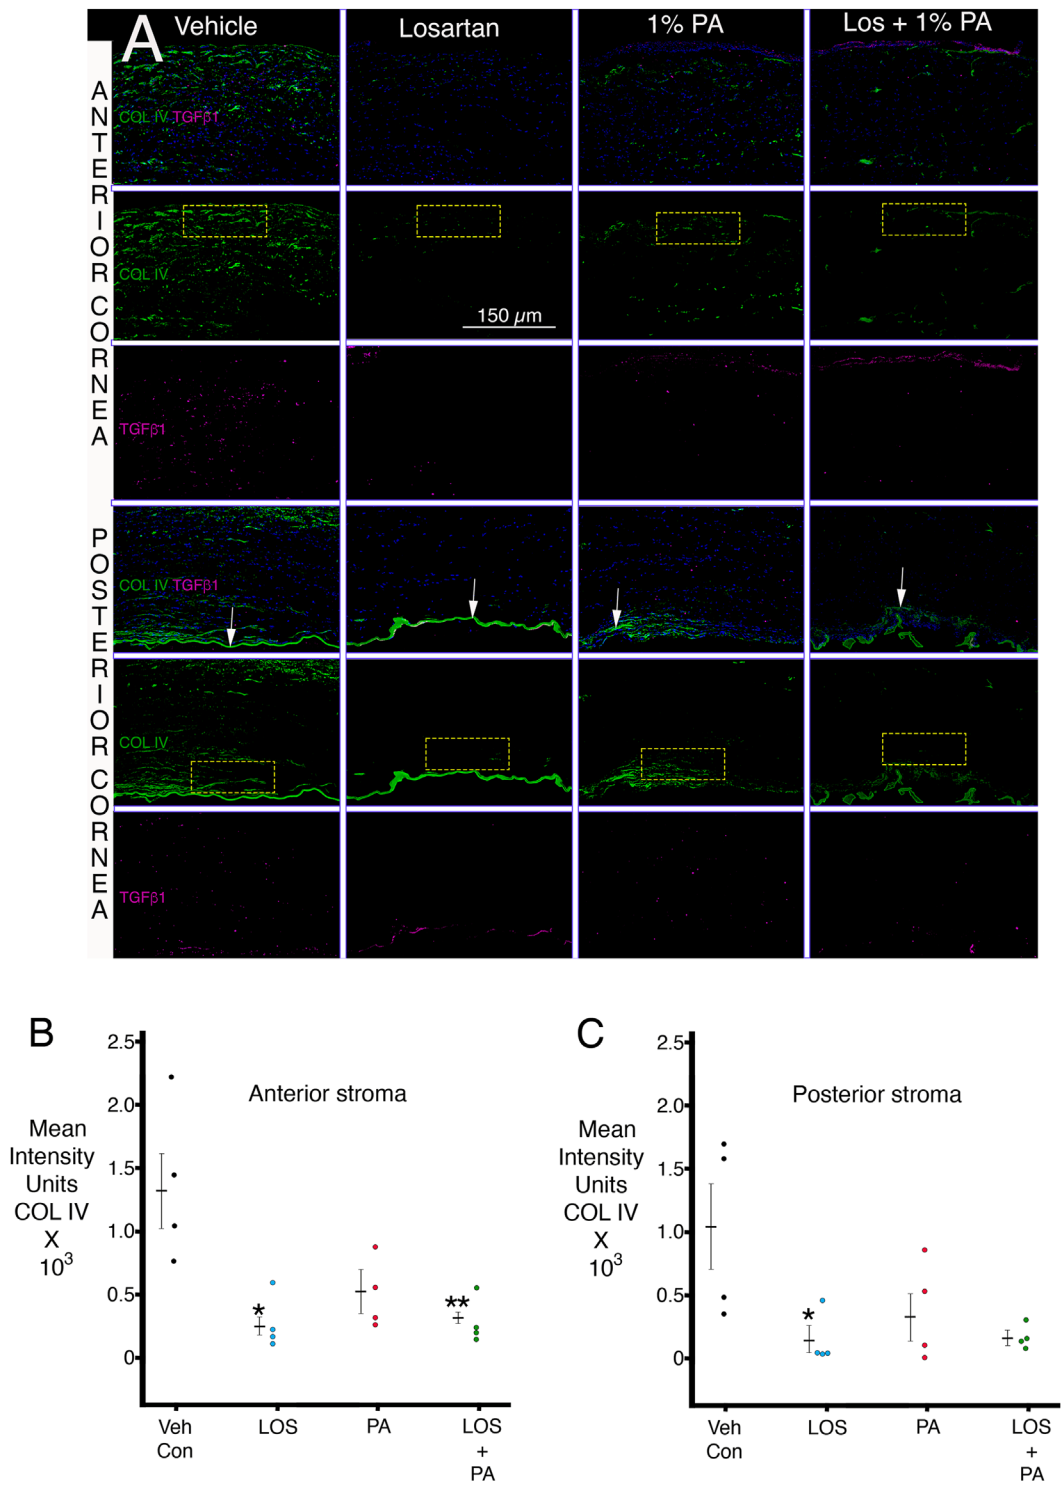 A
Vehicle
Losartan
1% PA
Los + 1% PA
ANTERIOR CORNEA
COL IV TGFβ1
COL IV
150 µm
TGFβ1
POSTERIOR CORNEA
COL IV TGFβ1
COL IV
TGFβ1
B
Anterior stroma
Mean
Intensity
Units
COL IV
X
10³
2.5
2.0
1.5
1.0
0.5
0
*
**
Veh
Con
LOS
PA
LOS
+
PA
C
Posterior stroma
Mean
Intensity
Units
COL IV
X
10³
2.5
2.0
1.5
1.0
0.5
0
*
Veh
Con
LOS
PA
LOS
+
PA